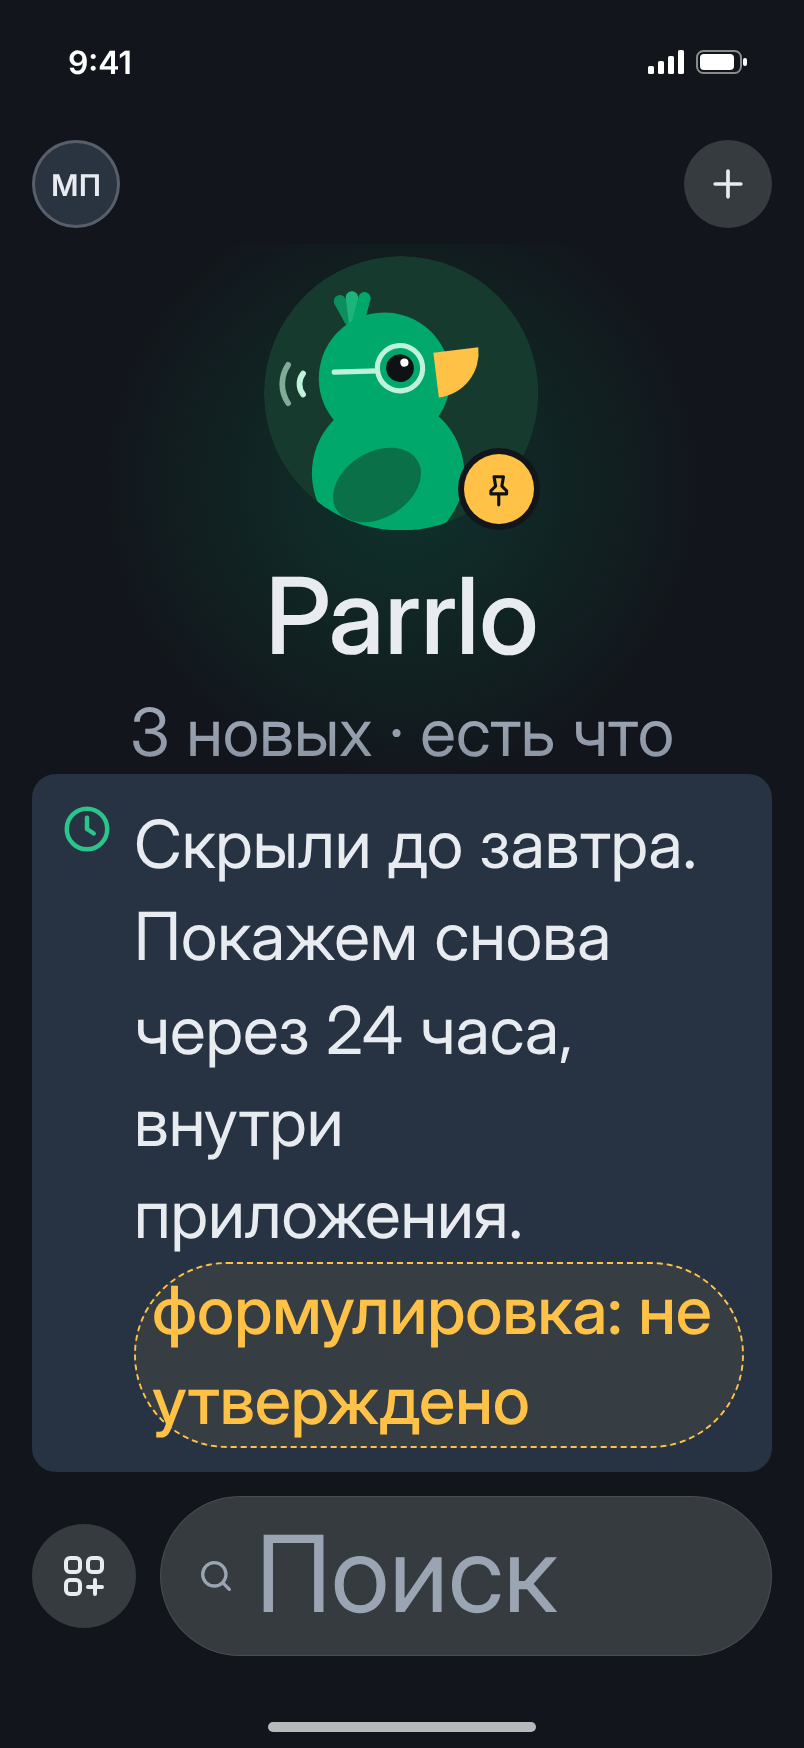 9:41
МП
Parrlo
3 новых · есть что
Скрыли до завтра.
Покажем снова
через 24 часа,
внутри
приложения.
формулировка: не
утверждено
Поиск